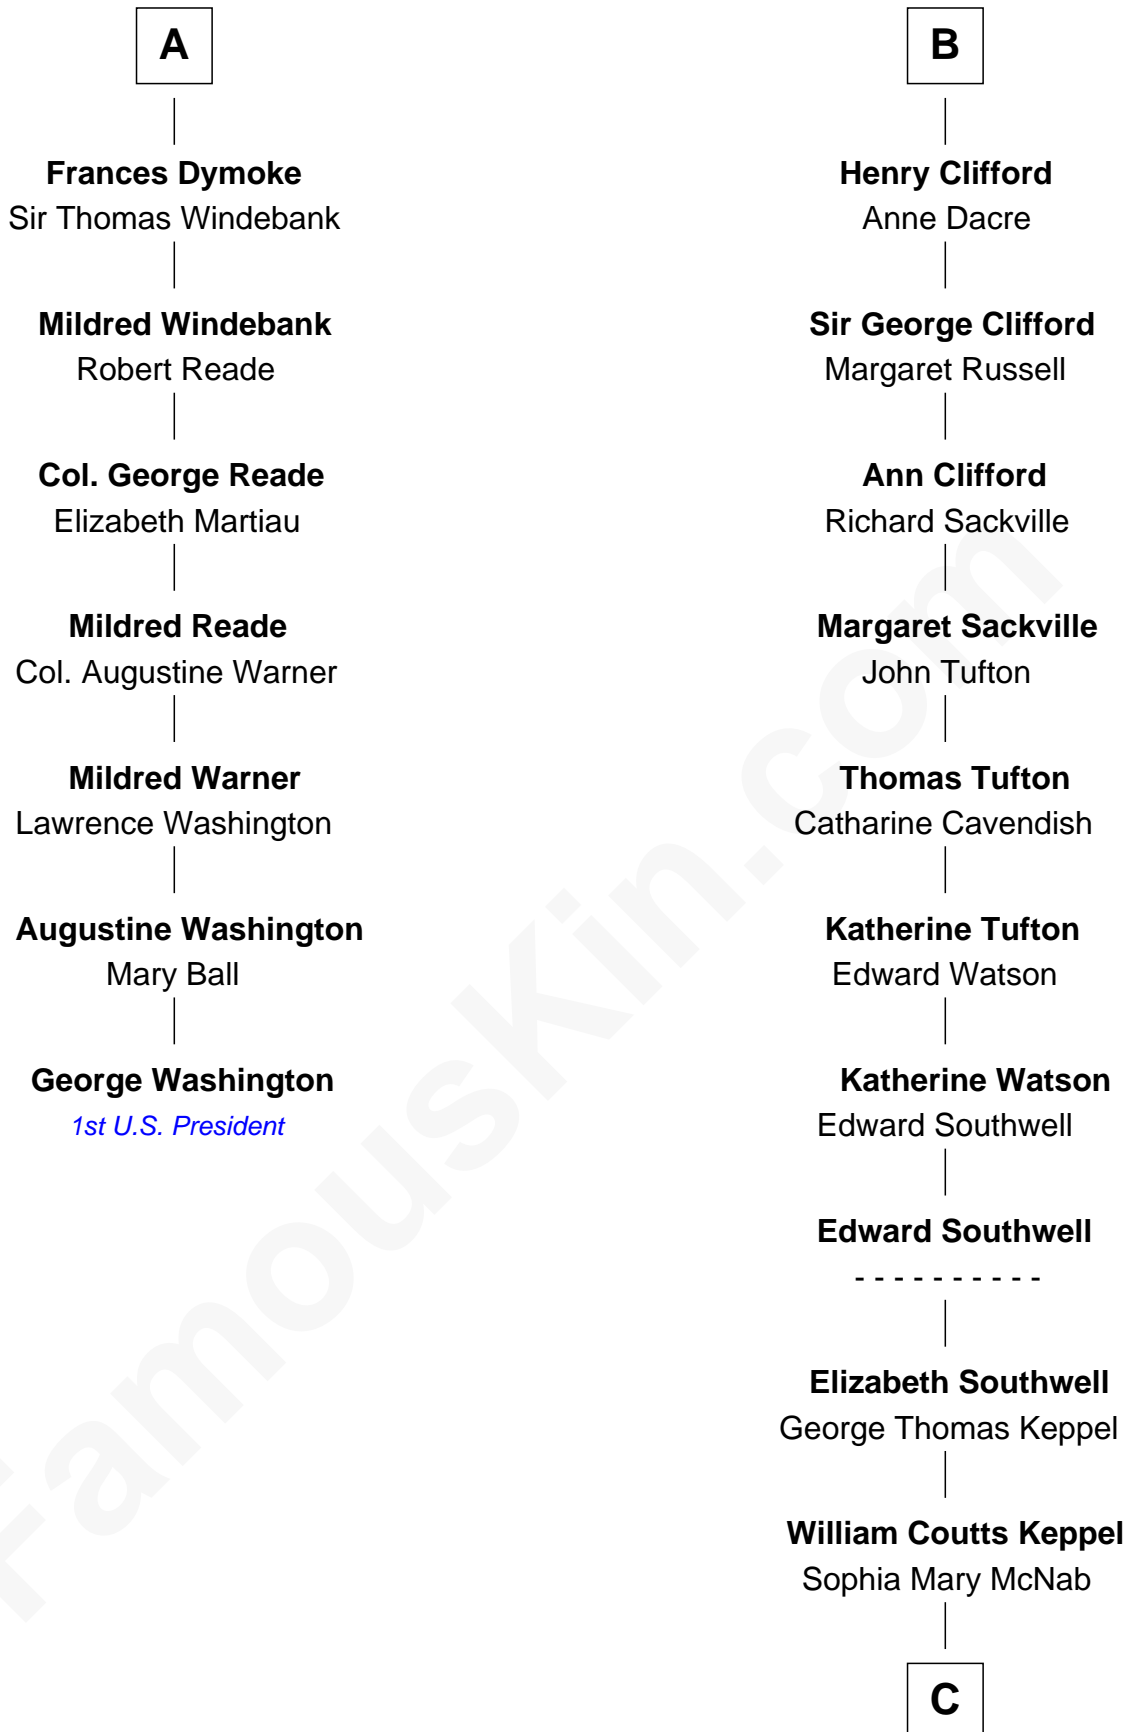 A
Frances Dymoke
Sir Thomas Windebank
Mildred Windebank
Robert Reade
Col. George Reade
Elizabeth Martiau
Mildred Reade
Col. Augustine Warner
Mildred Warner
Lawrence Washington
Augustine Washington
Mary Ball
George Washington
1st U.S. President
B
Henry Clifford
Anne Dacre
Sir George Clifford
Margaret Russell
Ann Clifford
Richard Sackville
Margaret Sackville
John Tufton
Thomas Tufton
Catharine Cavendish
Katherine Tufton
Edward Watson
Katherine Watson
Edward Southwell
Edward Southwell
- - - - - - - - - -
Elizabeth Southwell
George Thomas Keppel
William Coutts Keppel
Sophia Mary McNab
C
FamousKin.com